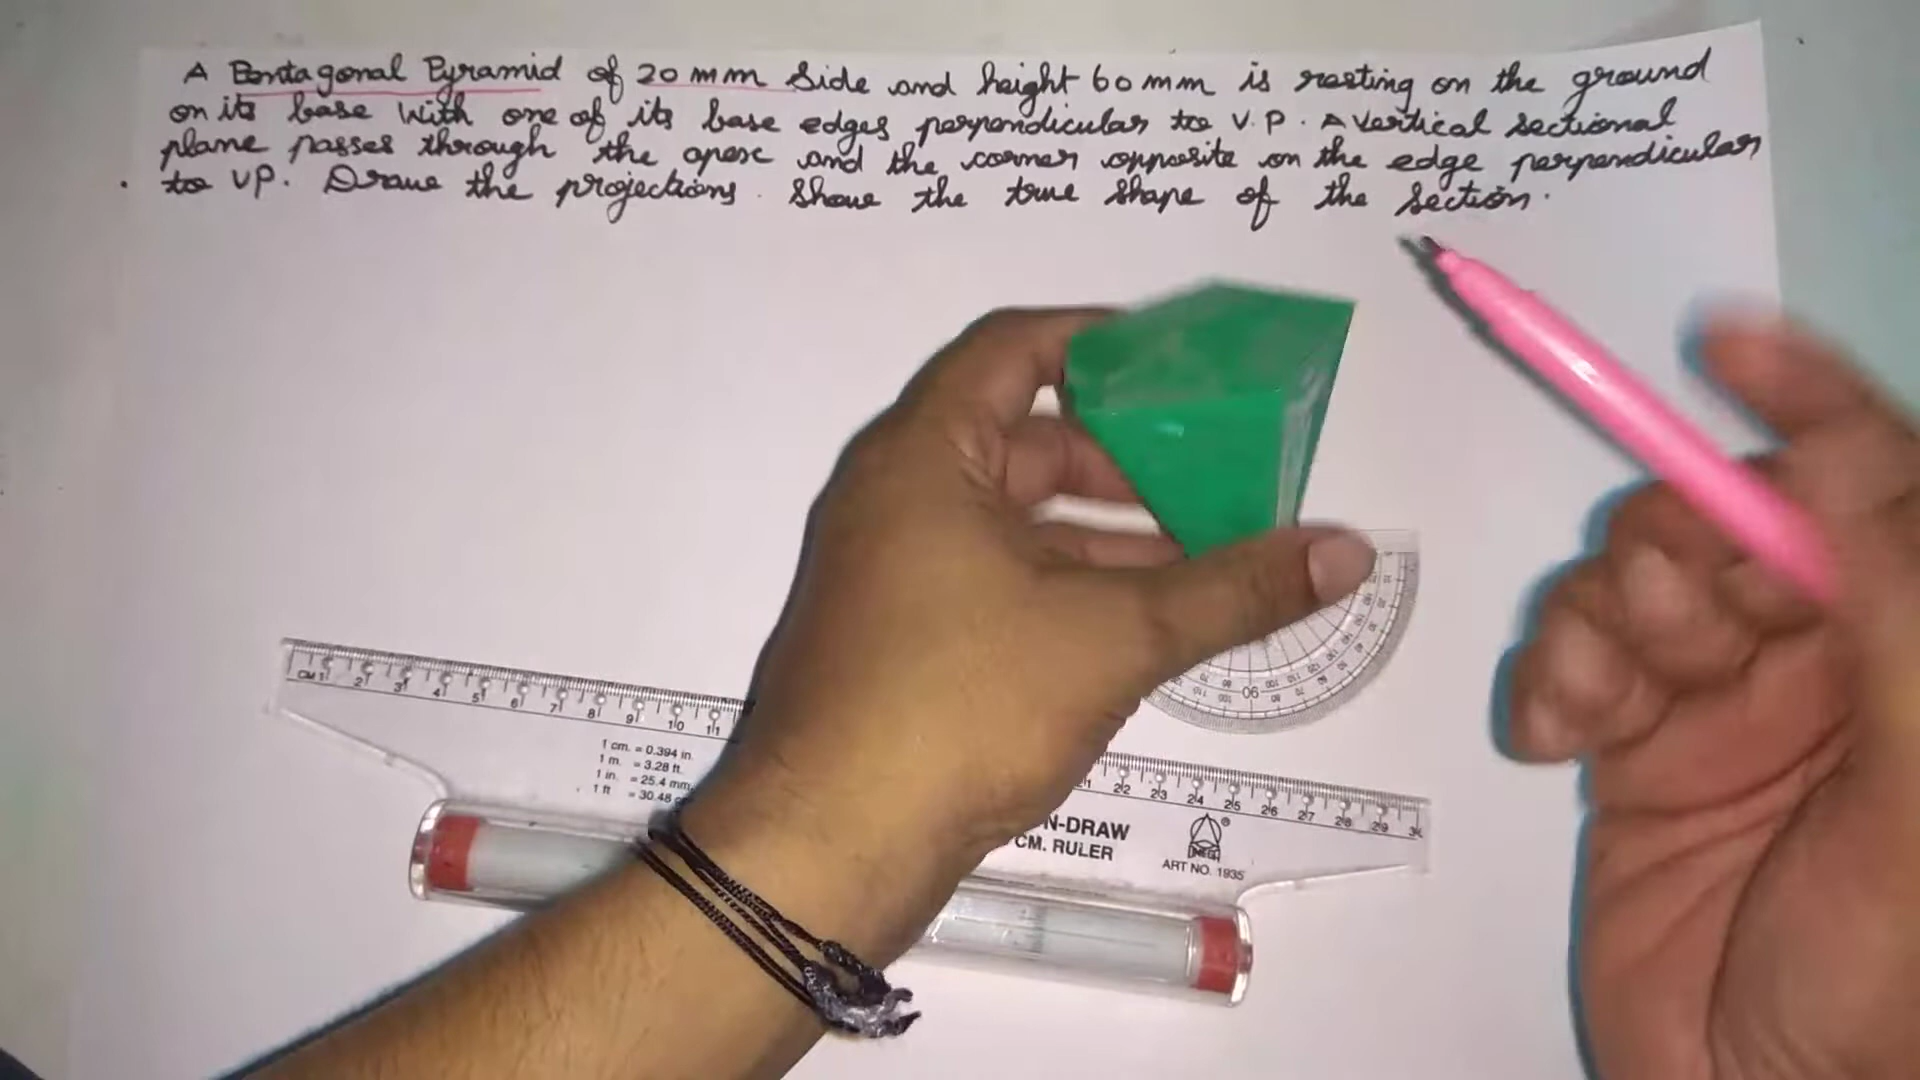 A Pentagonal Pyramid of 20 mm Side and height 60 mm is resting on the ground
on its base with one of its base edges perpendicular to V.P. A vertical sectional
plane passes through the apex and the corner opposite on the edge perpendicular
to VP. Draw the projections. Show the true shape of the section.
CM 1 2 3 4 5 6 7 8 9 10 11
22 23 24 25 26 27 28 29
1 cm. = 0.394 in.
1 m. = 3.28 ft.
1 in. = 25.4 mm.
1 ft = 30.48
N-DRAW
CM. RULER
ART NO. 1935
®
90